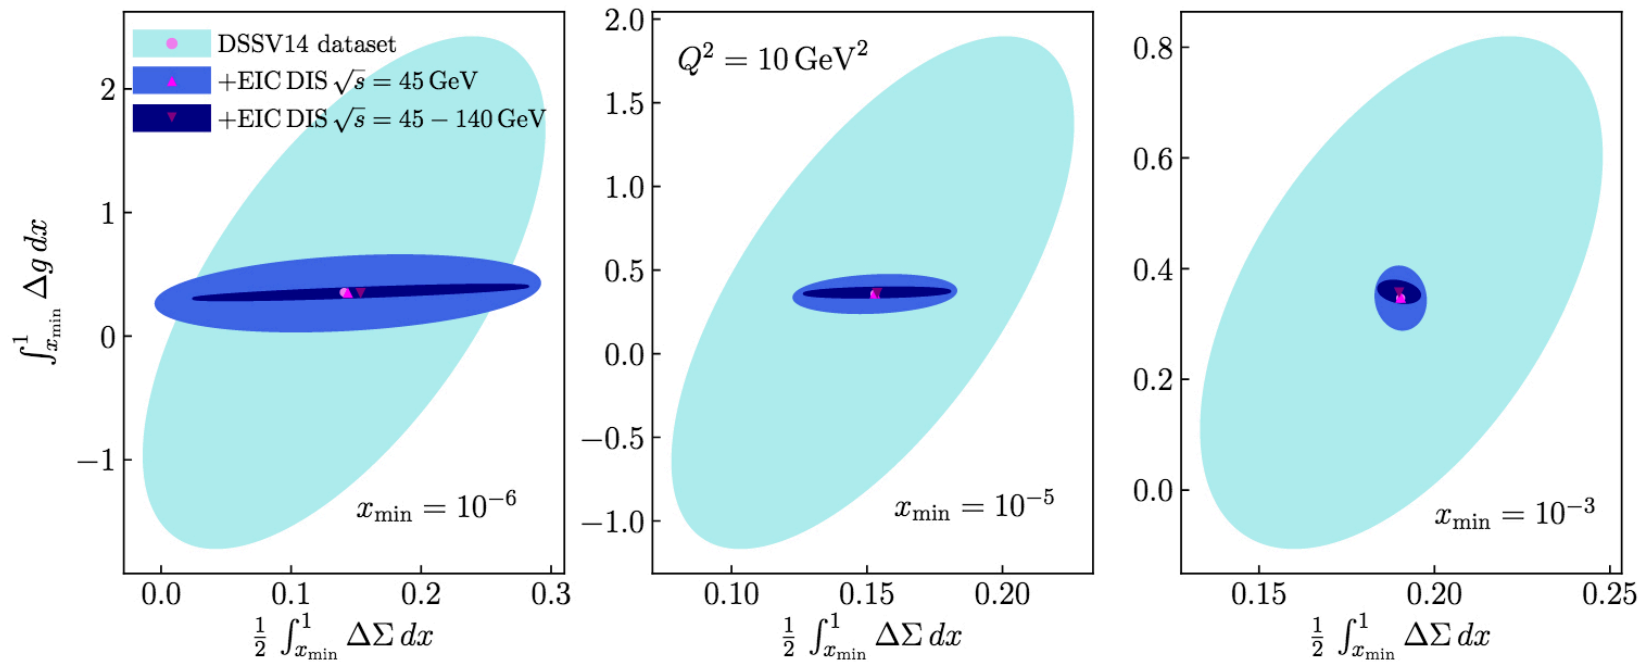 DSSV14 dataset
+EIC DIS √s = 45 GeV
+EIC DIS √s = 45 − 140 GeV
2
1
0
−1
∫_{x_min}^{1} Δg dx
x_min = 10^{−6}
0.0 0.1 0.2 0.3
½ ∫_{x_min}^{1} ΔΣ dx
Q² = 10 GeV²
2.0
1.5
1.0
0.5
0.0
−0.5
−1.0
x_min = 10^{−5}
0.10 0.15 0.20
½ ∫_{x_min}^{1} ΔΣ dx
0.8
0.6
0.4
0.2
0.0
x_min = 10^{−3}
0.15 0.20 0.25
½ ∫_{x_min}^{1} ΔΣ dx